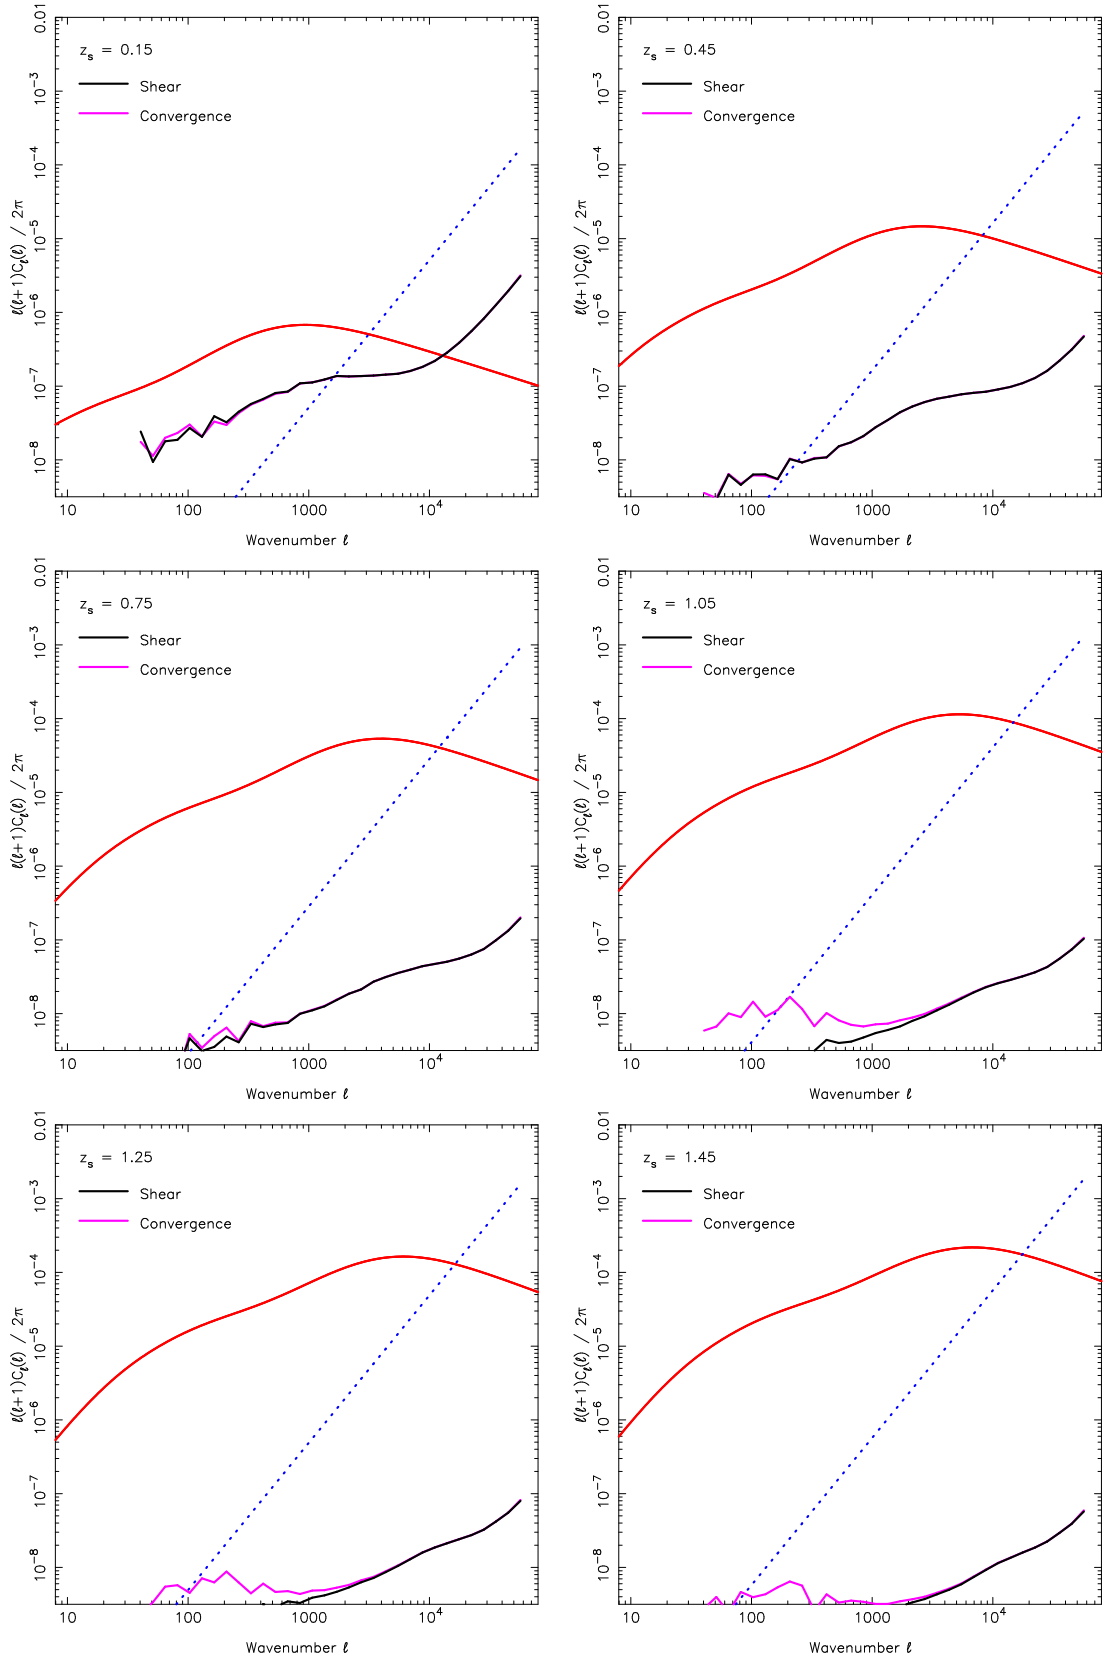 z_s = 0.15
Shear
Convergence
0.01
10^-3
10^-4
10^-5
10^-6
10^-7
10^-8
ℓ(ℓ+1)C_ℓ(ℓ) / 2π
10 100 1000 10^4
Wavenumber ℓ
z_s = 0.45
Shear
Convergence
0.01
10^-3
10^-4
10^-5
10^-6
10^-7
10^-8
ℓ(ℓ+1)C_ℓ(ℓ) / 2π
10 100 1000 10^4
Wavenumber ℓ
z_s = 0.75
Shear
Convergence
0.01
10^-3
10^-4
10^-5
10^-6
10^-7
10^-8
ℓ(ℓ+1)C_ℓ(ℓ) / 2π
10 100 1000 10^4
Wavenumber ℓ
z_s = 1.05
Shear
Convergence
0.01
10^-3
10^-4
10^-5
10^-6
10^-7
10^-8
ℓ(ℓ+1)C_ℓ(ℓ) / 2π
10 100 1000 10^4
Wavenumber ℓ
z_s = 1.25
Shear
Convergence
0.01
10^-3
10^-4
10^-5
10^-6
10^-7
10^-8
ℓ(ℓ+1)C_ℓ(ℓ) / 2π
10 100 1000 10^4
Wavenumber ℓ
z_s = 1.45
Shear
Convergence
0.01
10^-3
10^-4
10^-5
10^-6
10^-7
10^-8
ℓ(ℓ+1)C_ℓ(ℓ) / 2π
10 100 1000 10^4
Wavenumber ℓ